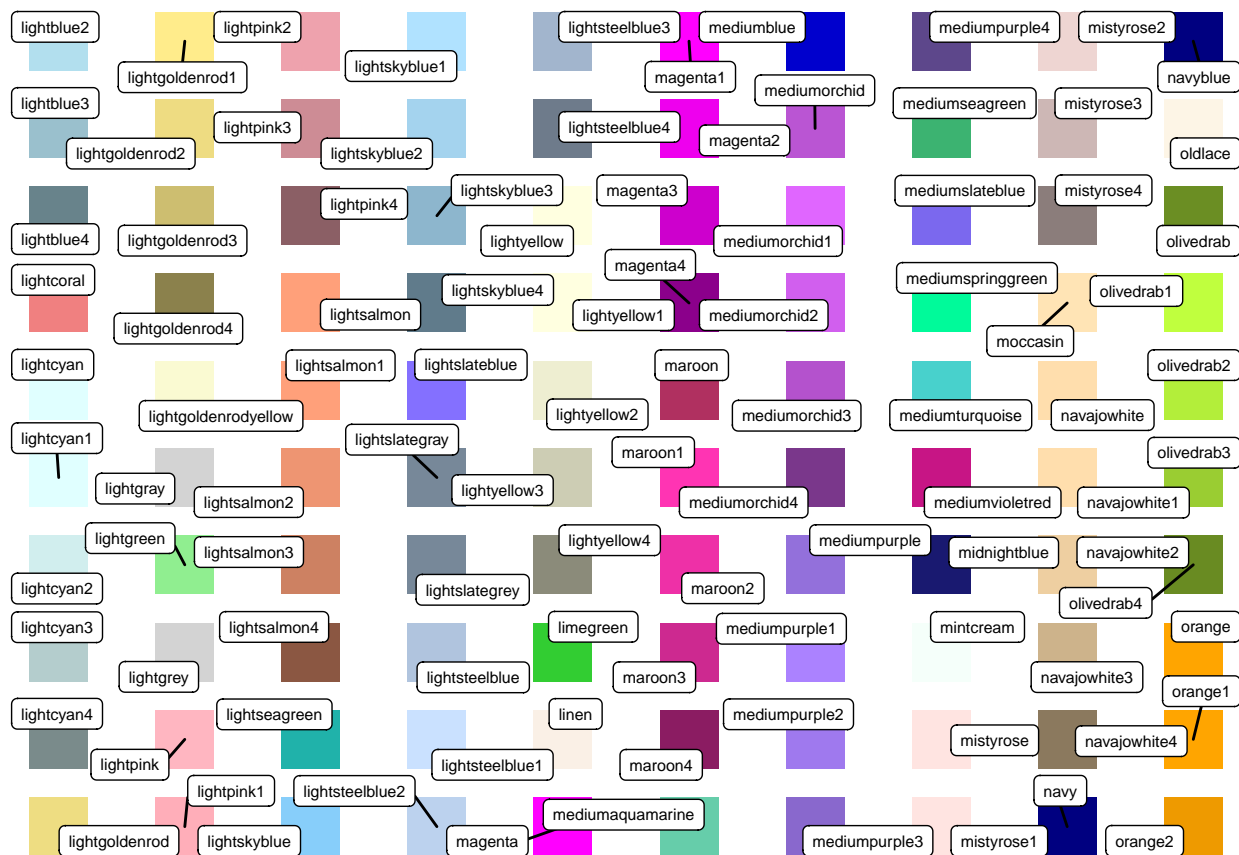 lightblue2
lightpink2
lightsteelblue3
mediumblue
mediumpurple4
mistyrose2
lightgoldenrod1
lightskyblue1
magenta1
navyblue
mediumorchid
lightblue3
mediumseagreen
mistyrose3
lightpink3
lightsteelblue4
magenta2
lightgoldenrod2
lightskyblue2
oldlace
lightskyblue3
magenta3
mediumslateblue
mistyrose4
lightpink4
lightblue4
lightgoldenrod3
lightyellow
mediumorchid1
olivedrab
magenta4
lightcoral
mediumspringgreen
lightskyblue4
olivedrab1
lightgoldenrod4
lightsalmon
lightyellow1
mediumorchid2
moccasin
lightcyan
lightsalmon1
lightslateblue
maroon
olivedrab2
lightgoldenrodyellow
lightyellow2
mediumorchid3
mediumturquoise
navajowhite
lightcyan1
lightslategray
maroon1
olivedrab3
lightgray
lightyellow3
lightsalmon2
mediumorchid4
mediumvioletred
navajowhite1
lightgreen
lightsalmon3
lightyellow4
mediumpurple
midnightblue
navajowhite2
lightcyan2
lightslategrey
maroon2
olivedrab4
lightcyan3
lightsalmon4
limegreen
mediumpurple1
mintcream
orange
lightgrey
lightsteelblue
maroon3
navajowhite3
orange1
lightcyan4
lightseagreen
linen
mediumpurple2
mistyrose
navajowhite4
lightpink
lightsteelblue1
maroon4
lightpink1
lightsteelblue2
navy
mediumaquamarine
lightgoldenrod
lightskyblue
magenta
mediumpurple3
mistyrose1
orange2